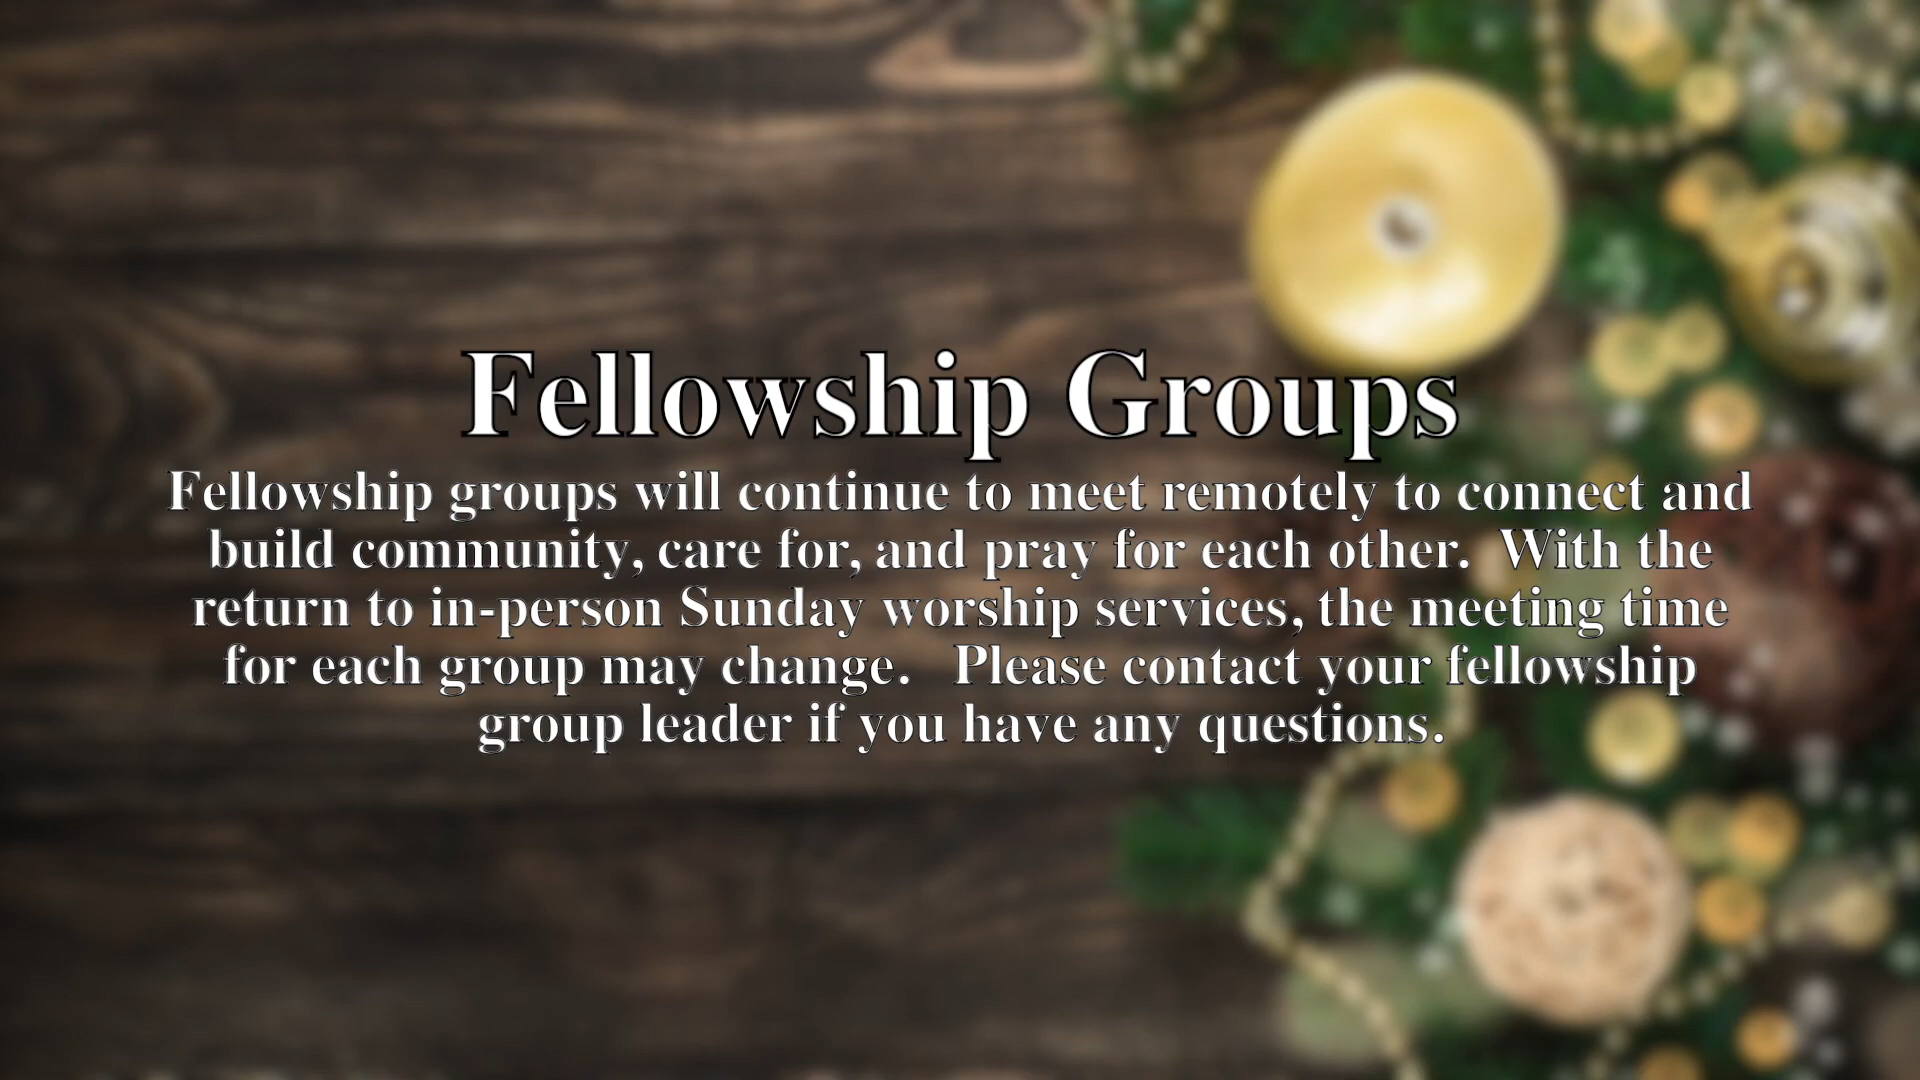 Fellowship Groups
Fellowship groups will continue to meet remotely to connect and
build community, care for, and pray for each other.  With the
return to in-person Sunday worship services, the meeting time
for each group may change.   Please contact your fellowship
group leader if you have any questions.